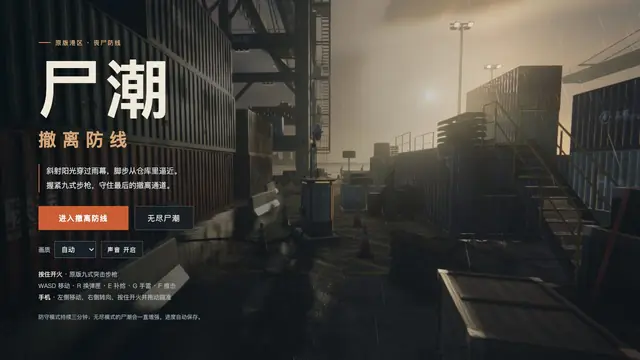 原版港区 · 丧尸防线
尸潮
撤离防线
斜射阳光穿过雨幕，脚步从仓库里逼近。
握紧九式步枪，守住最后的撤离通道。
进入撤离防线
无尽尸潮
画质
自动
声音 开启
按住开火 · 原版九式突击步枪
WASD 移动 · R 换弹匣 · E 补给 · G 手雷 · F 推击
手机 · 左侧移动，右侧转向，按住开火并拖动瞄准
防守模式持续三分钟；无尽模式的尸潮会一直增强。进度自动保存。